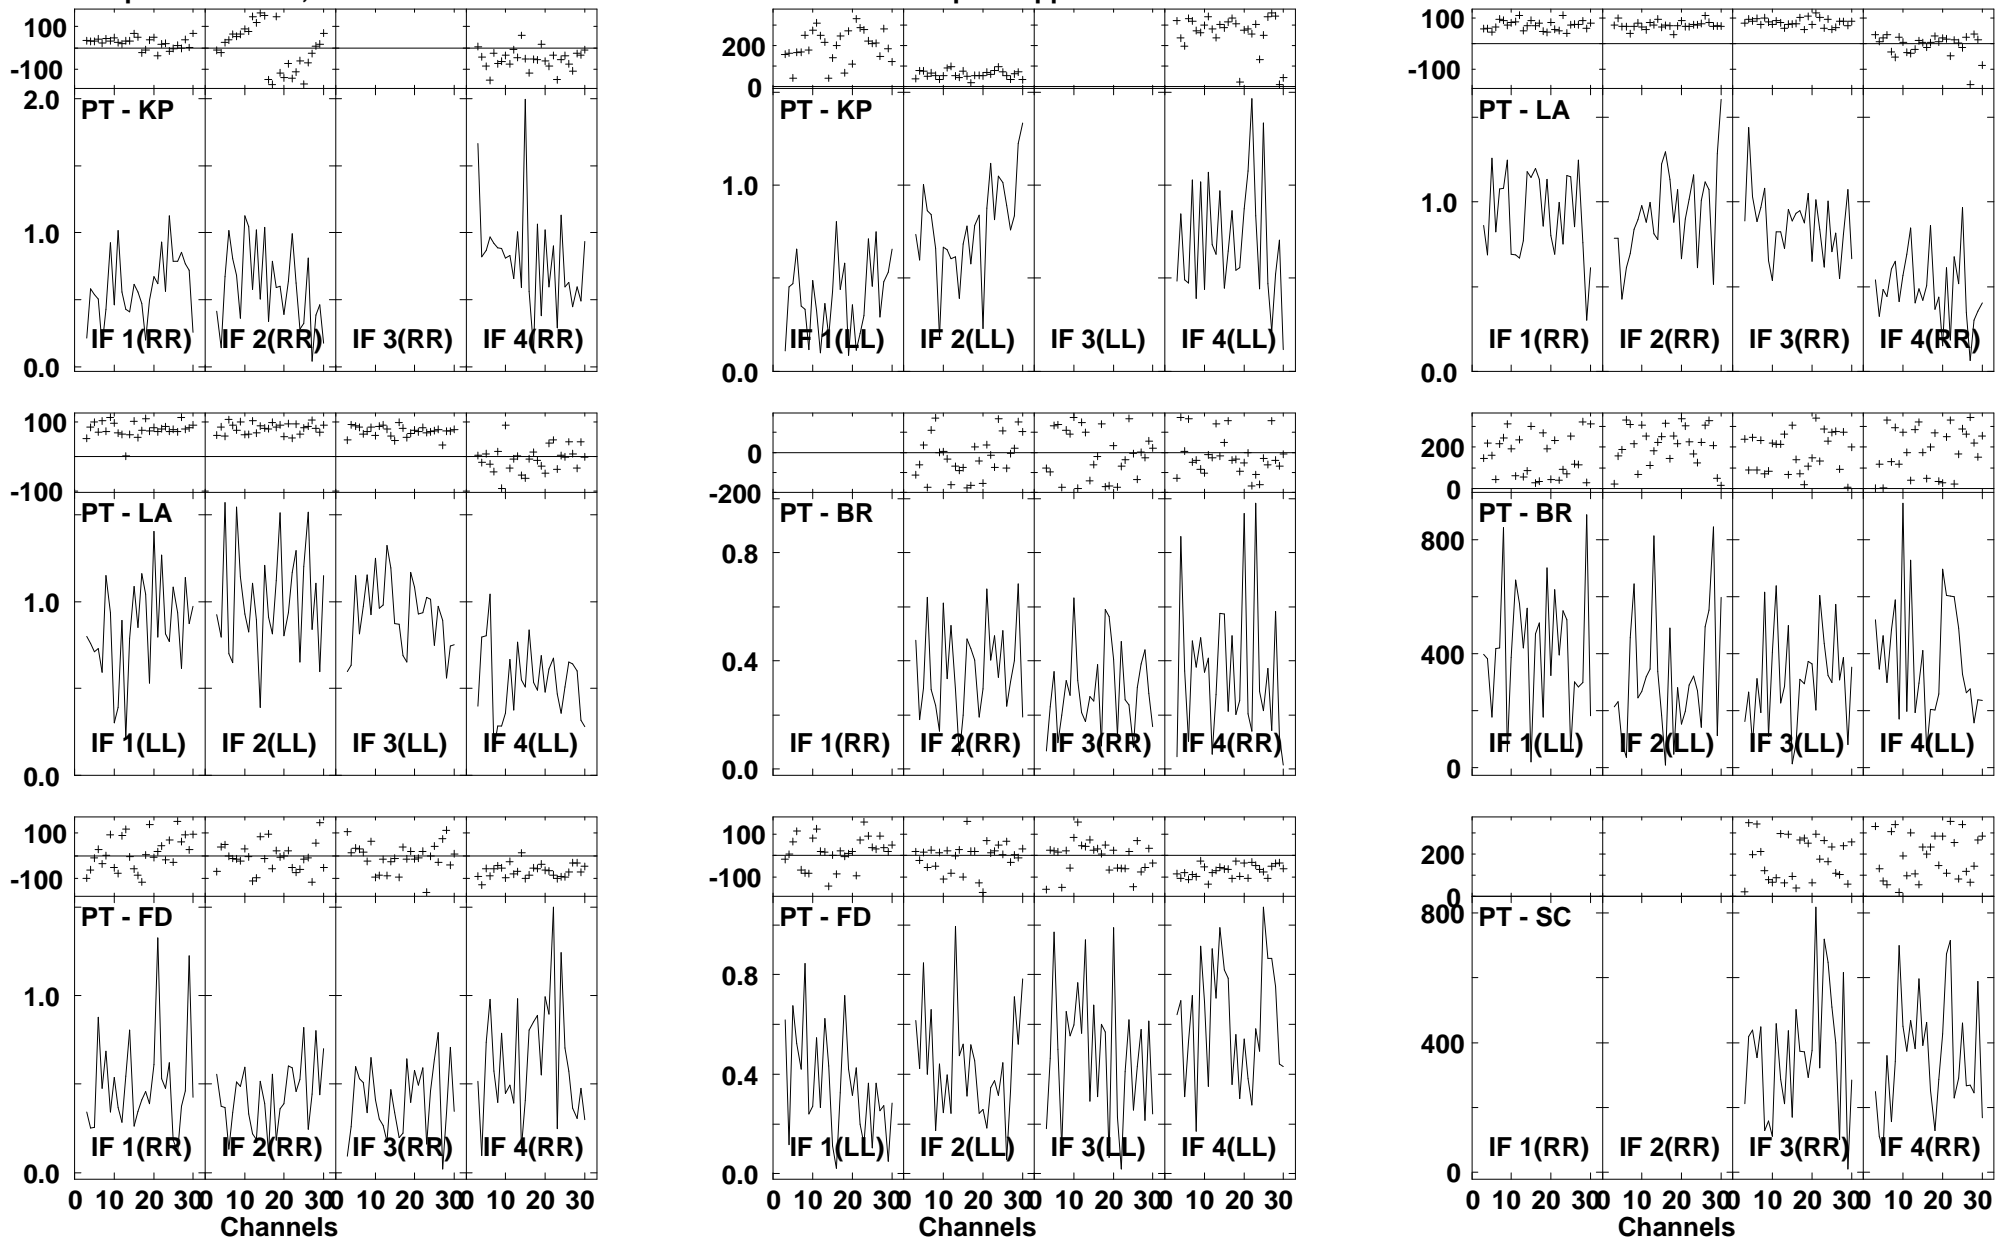 100
-100
2.0
PT - KP
1.0
0.0
IF 1(RR) IF 2(RR) IF 3(RR) IF 4(RR)
200
0
PT - KP
1.0
0.0
IF 1(LL) IF 2(LL) IF 3(LL) IF 4(LL)
100
-100
PT - LA
1.0
0.0
IF 1(RR) IF 2(RR) IF 3(RR) IF 4(RR)
100
-100
PT - LA
1.0
0.0
IF 1(LL) IF 2(LL) IF 3(LL) IF 4(LL)
200
0
-200
PT - BR
0.8
0.4
0.0
IF 1(RR) IF 2(RR) IF 3(RR) IF 4(RR)
200
0
PT - BR
800
400
0
IF 1(LL) IF 2(LL) IF 3(LL) IF 4(LL)
100
-100
PT - FD
1.0
0.0
IF 1(RR) IF 2(RR) IF 3(RR) IF 4(RR)
0 10 20 30 0 10 20 30 0 10 20 30 0 10 20 30
Channels
100
-100
PT - FD
0.8
0.4
0.0
IF 1(LL) IF 2(LL) IF 3(LL) IF 4(LL)
0 10 20 30 0 10 20 30 0 10 20 30 0 10 20 30
Channels
200
0
PT - SC
800
400
0
IF 1(RR) IF 2(RR) IF 3(RR) IF 4(RR)
0 10 20 30 0 10 20 30 0 10 20 30 0 10 20 30
Channels